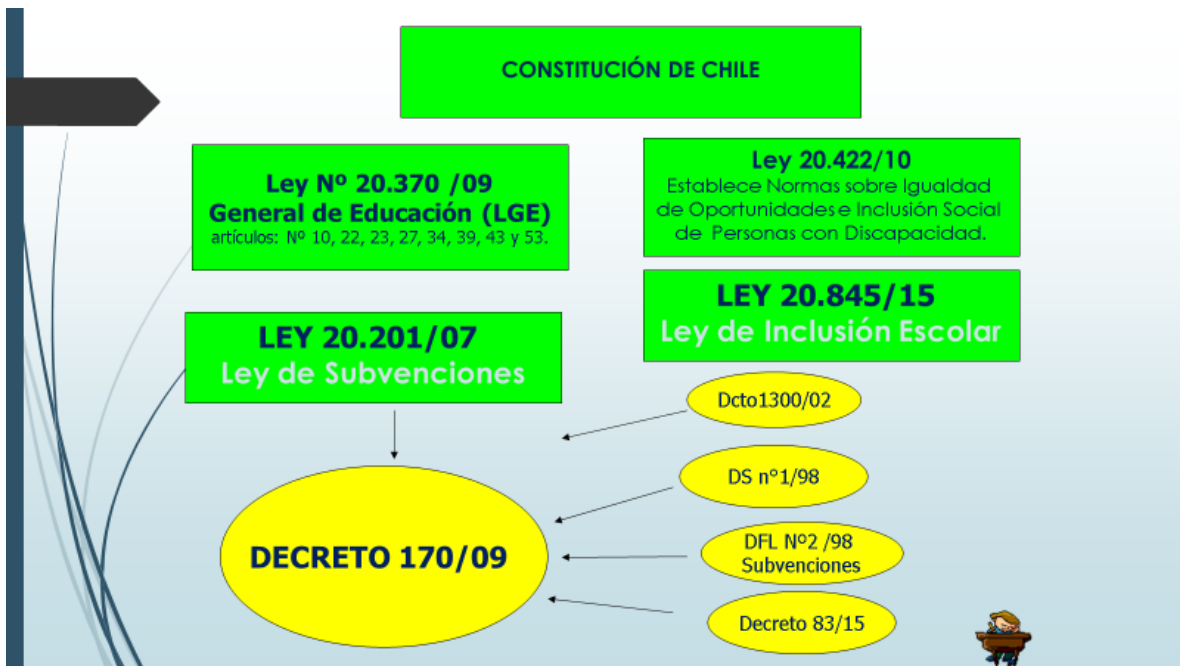 CONSTITUCIÓN DE CHILE
Ley Nº 20.370 /09
General de Educación (LGE)
artículos: Nº 10, 22, 23, 27, 34, 39, 43 y 53.
Ley 20.422/10
Establece Normas sobre Igualdad
de Oportunidades e Inclusión Social
de Personas con Discapacidad.
LEY 20.201/07
Ley de Subvenciones
LEY 20.845/15
Ley de Inclusión Escolar
Dcto1300/02
DS n°1/98
DFL Nº2 /98
Subvenciones
Decreto 83/15
DECRETO 170/09